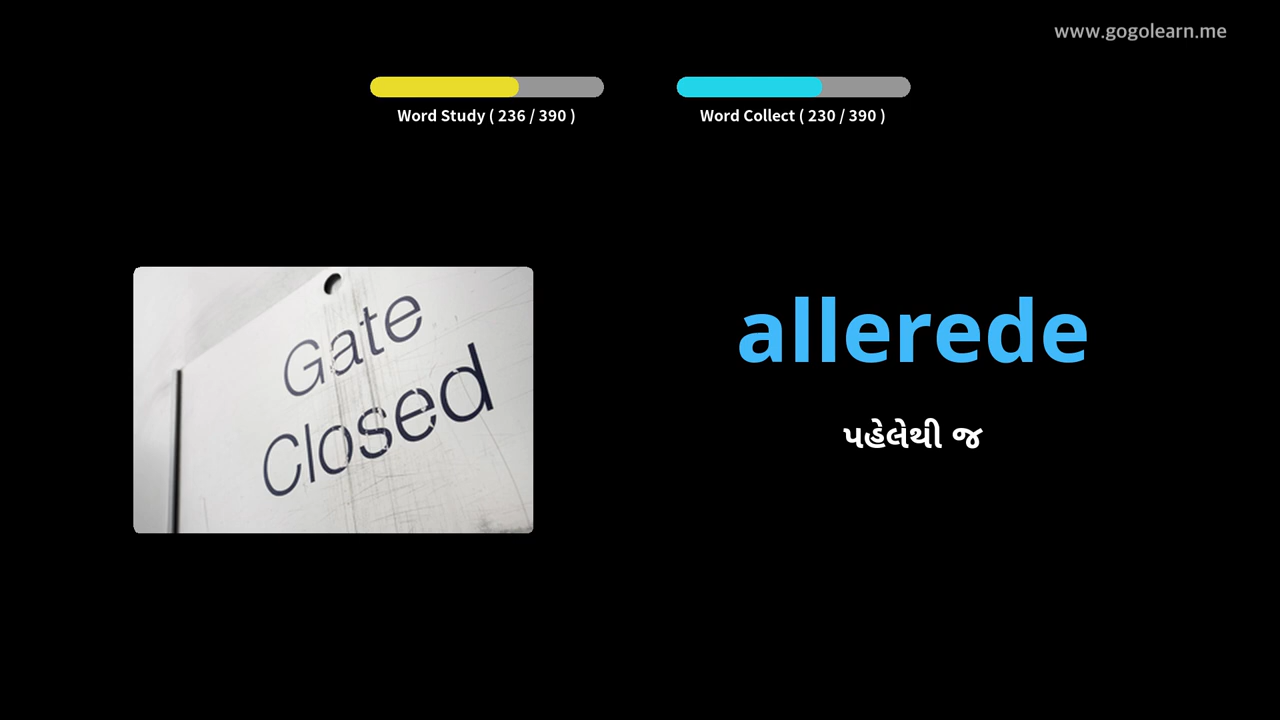 www.gogolearn.me
Word Study ( 236 / 390 )
Word Collect ( 230 / 390 )
Gate
Closed
allerede
પહેલેથી જ